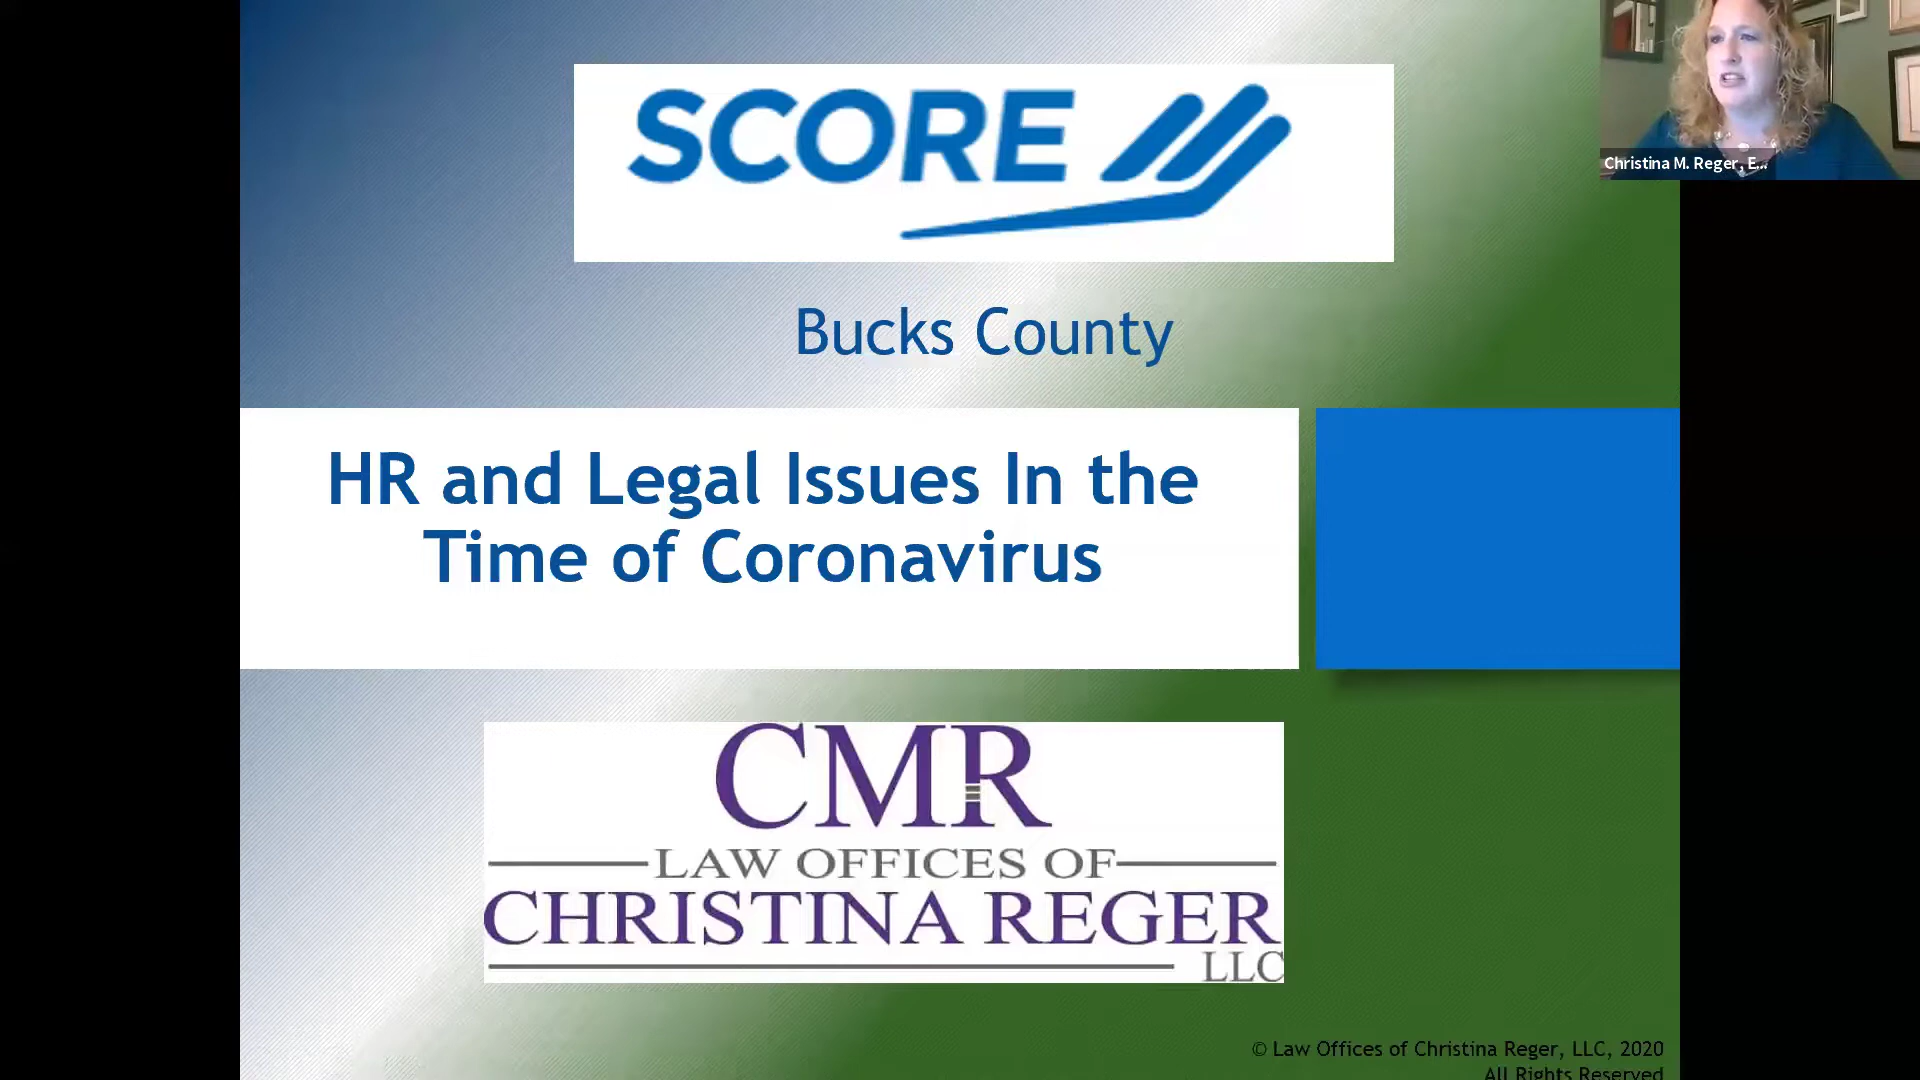 SCORE
Christina M. Reger, E...
Bucks County
HR and Legal Issues In the
Time of Coronavirus
CMR
LAW OFFICES OF
CHRISTINA REGER
LLC
© Law Offices of Christina Reger, LLC, 2020
All Rights Reserved